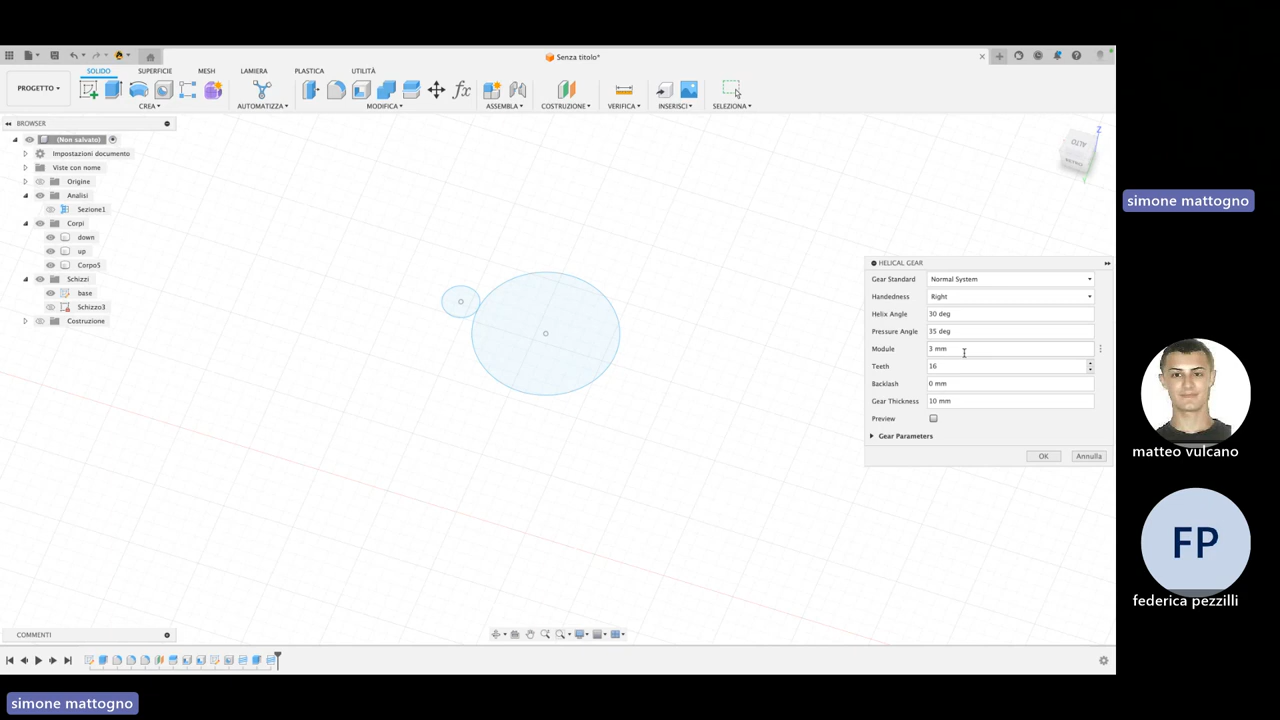 Senza titolo*
PROGETTO
SOLIDO
SUPERFICIE
MESH
LAMIERA
PLASTICA
UTILITÀ
CREA
AUTOMATIZZA
MODIFICA
ASSEMBLA
COSTRUZIONE
VERIFICA
INSERISCI
SELEZIONA
BROWSER
(Non salvato)
Impostazioni documento
Viste con nome
Origine
Analisi
Sezione1
Corpi
down
up
Corpo5
Schizzi
base
Schizzo3
Costruzione
Z
ALTO
HELICAL GEAR
Gear Standard Normal System
Handedness Right
Helix Angle 30 deg
Pressure Angle 35 deg
Module 3 mm
Teeth 16
Backlash 0 mm
Gear Thickness 10 mm
Preview
Gear Parameters
OK Annulla
COMMENTI
simone mattogno
matteo vulcano
FP
federica pezzilli
simone mattogno